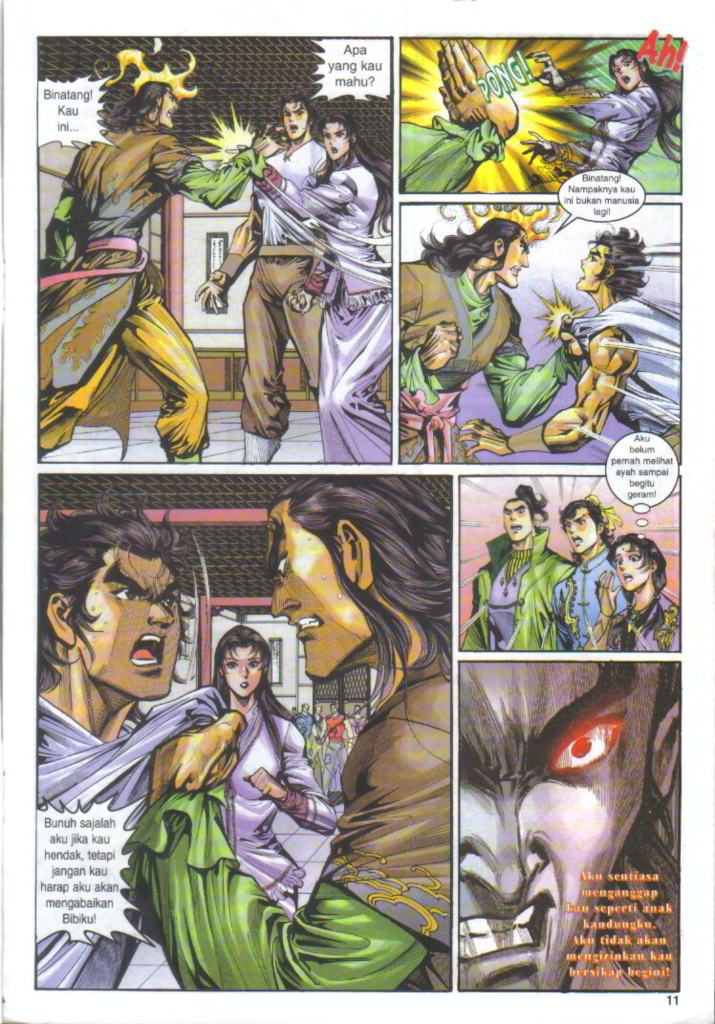 Binatang!
Kau
ini...
Apa
yang kau
mahu?
PONG!
Ah!
Binatang!
Nampaknya kau
ini bukan manusia
lagi!
Aku
belum
pernah melihat
ayah sampai
begitu
geram!
Bunuh sajalah
aku jika kau
hendak, tetapi
jangan kau
harap aku akan
mengabaikan
Bibiku!
Aku sentiasa
menganggap
kau seperti anak
kandungku.
Aku tidak akan
mengizinkan kau
bersikap begini!
11